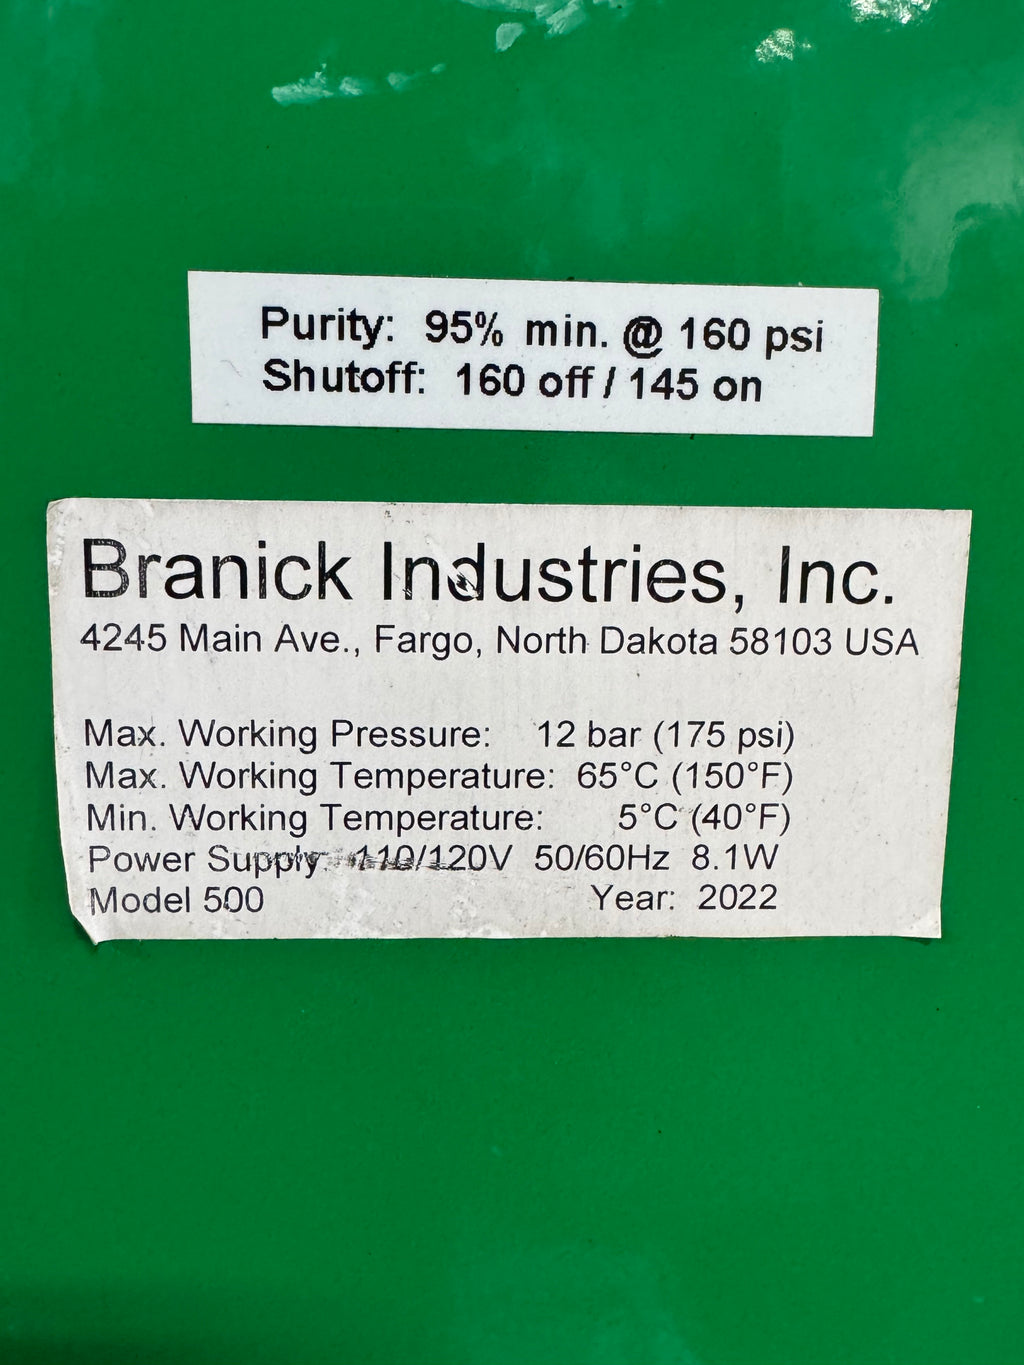 Purity: 95% min. @ 160 psi
Shutoff: 160 off / 145 on
Branick Industries, Inc.
4245 Main Ave., Fargo, North Dakota 58103 USA
Max. Working Pressure: 12 bar (175 psi)
Max. Working Temperature: 65°C (150°F)
Min. Working Temperature: 5°C (40°F)
Power Supply: 110/120V 50/60Hz 8.1W
Model 500 Year: 2022